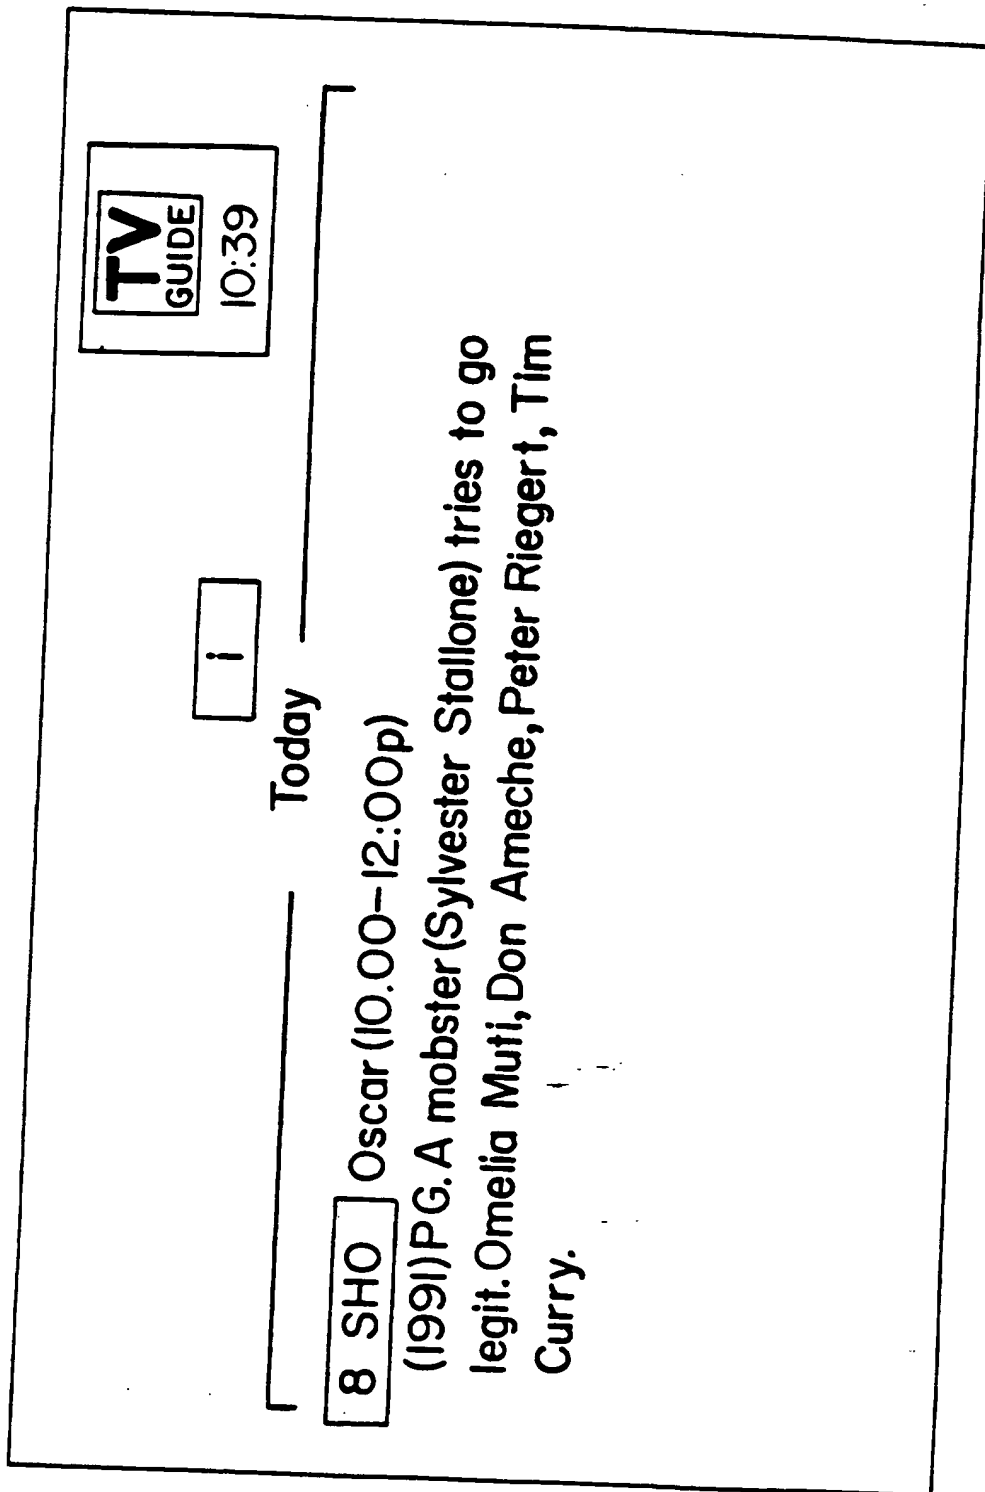 TV
GUIDE
10:39
i
Today
8 SHO Oscar (10.00-12:00p)
(1991) PG. A mobster (Sylvester Stallone) tries to go
legit. Omelia Muti, Don Ameche, Peter Riegert, Tim
Curry.